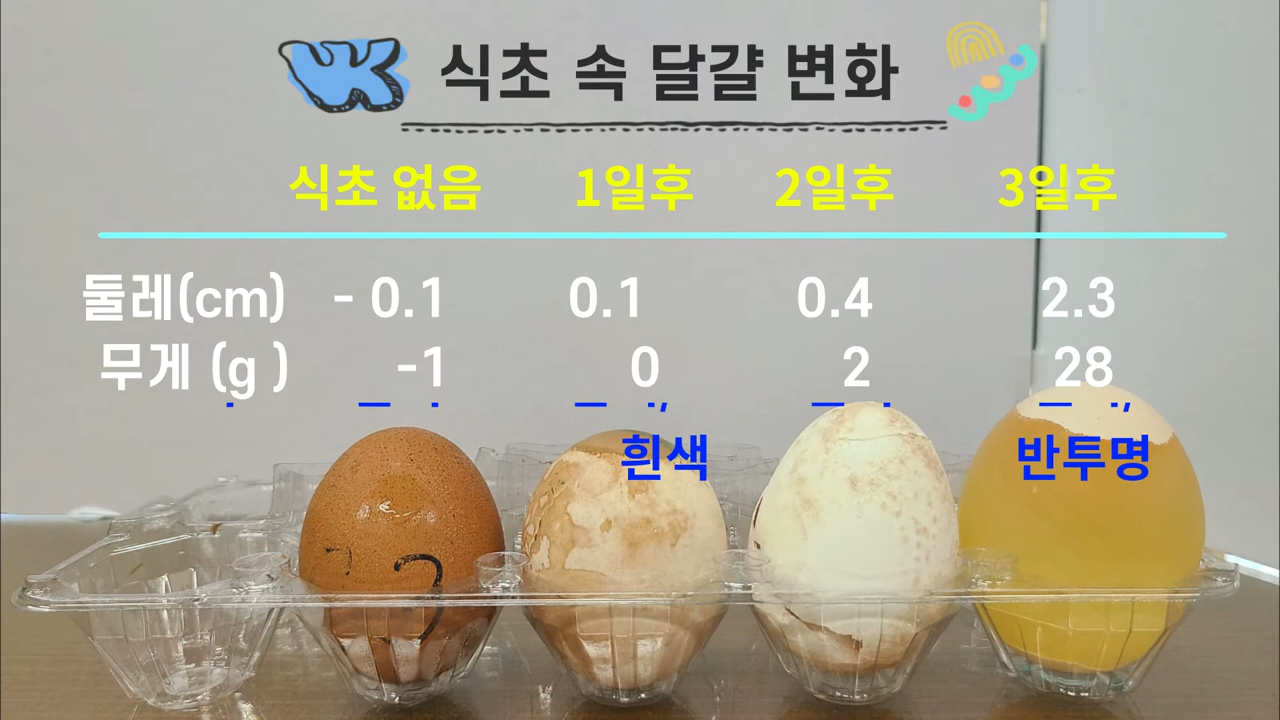 식초 속 달걀 변화
식초 없음 1일후 2일후 3일후
둘레(cm) - 0.1 0.1 0.4 2.3
무게 (g ) -1 0 2 28
흰색 반투명